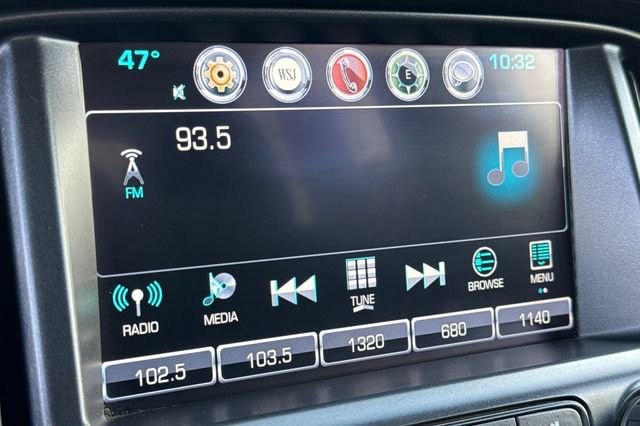 47°
WSJ
E
10:32
93.5
FM
RADIO
MEDIA
TUNE
BROWSE
MENU
102.5
103.5
1320
680
1140